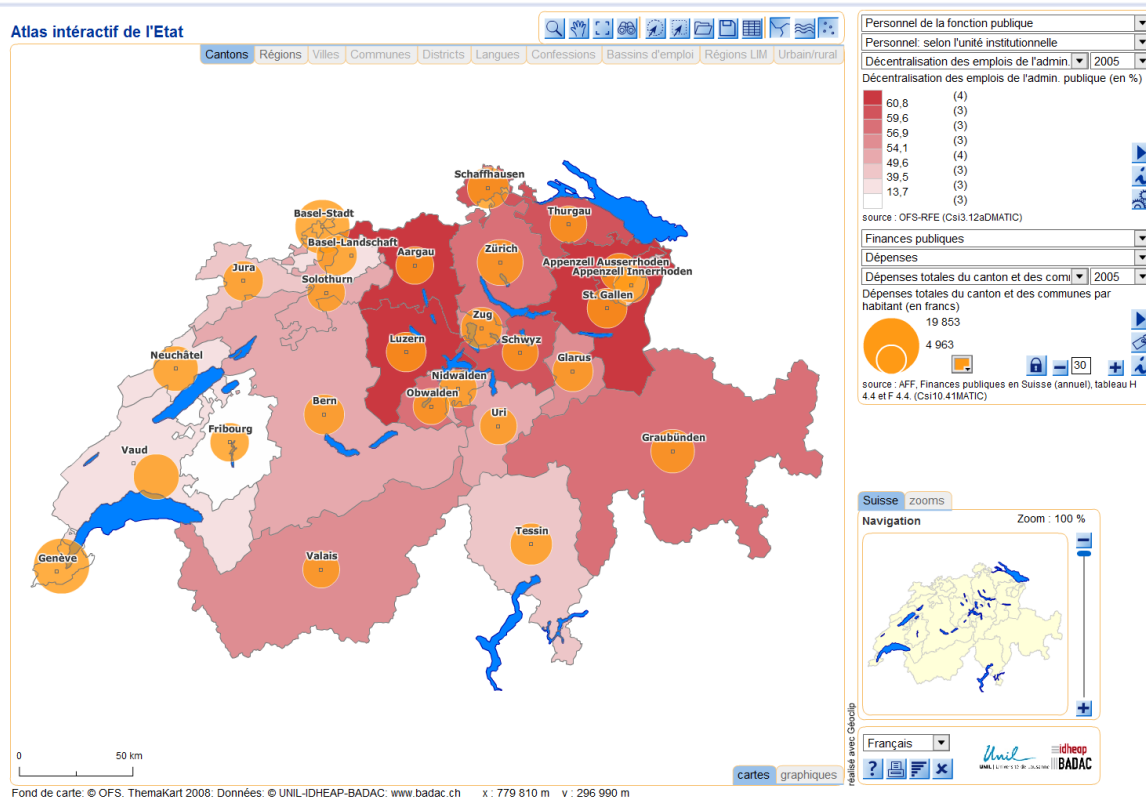 Atlas intéractif de l'Etat
Cantons Régions Villes Communes Districts Langues Confessions Bassins d'emploi Régions LIM Urbain/rural
Schaffhausen
Basel-Stadt
Thurgau
Basel-Landschaft
Aargau
Zürich
Appenzell Ausserrhoden
Jura
Appenzell Innerrhoden
Solothurn
St. Gallen
Zug
Luzern
Schwyz
Neuchâtel
Glarus
Nidwalden
Obwalden
Bern
Uri
Fribourg
Graubünden
Vaud
Tessin
Genève
Valais
0 50 km
cartes graphiques
Fond de carte: © OFS, ThemaKart 2008; Données: © UNIL-IDHEAP-BADAC; www.badac.ch x : 779 810 m y : 296 990 m
réalisé avec Géoclip
Personnel de la fonction publique
Personnel: selon l'unité institutionnelle
Décentralisation des emplois de l'admin. 2005
Décentralisation des emplois de l'admin. publique (en %)
(4)
60,8
(3)
59,6
(3)
56,9
(3)
54,1
(4)
49,6
(3)
39,5
(3)
13,7
(3)
source : OFS-RFE (Csi3.12aDMATIC)
Finances publiques
Dépenses
Dépenses totales du canton et des com 2005
Dépenses totales du canton et des communes par
habitant (en francs)
19 853
4 963
30
source : AFF, Finances publiques en Suisse (annuel), tableau H
4.4 et F 4.4. (Csi10.41MATIC)
Suisse zooms
Navigation Zoom : 100 %
Français
Unil
UNIL | Université de Lausanne
idheap
BADAC